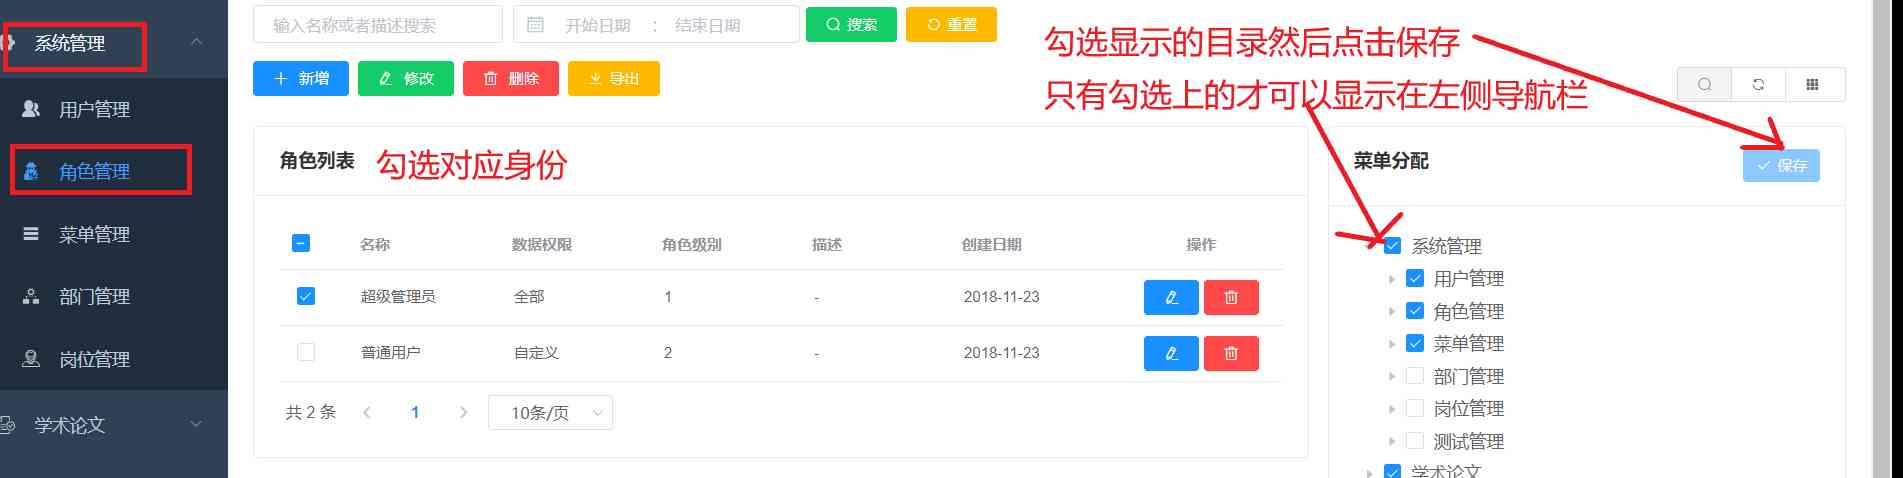 系统管理
用户管理
角色管理
菜单管理
部门管理
岗位管理
学术论文
输入名称或者描述搜索
开始日期 : 结束日期
搜索
重置
新增
修改
删除
导出
勾选显示的目录然后点击保存
只有勾选上的才可以显示在左侧导航栏
角色列表
勾选对应身份
名称 数据权限 角色级别 描述 创建日期 操作
超级管理员 全部 1 - 2018-11-23
普通用户 自定义 2 - 2018-11-23
共 2 条 1 10条/页
菜单分配
保存
系统管理
用户管理
角色管理
菜单管理
部门管理
岗位管理
测试管理
学术论文